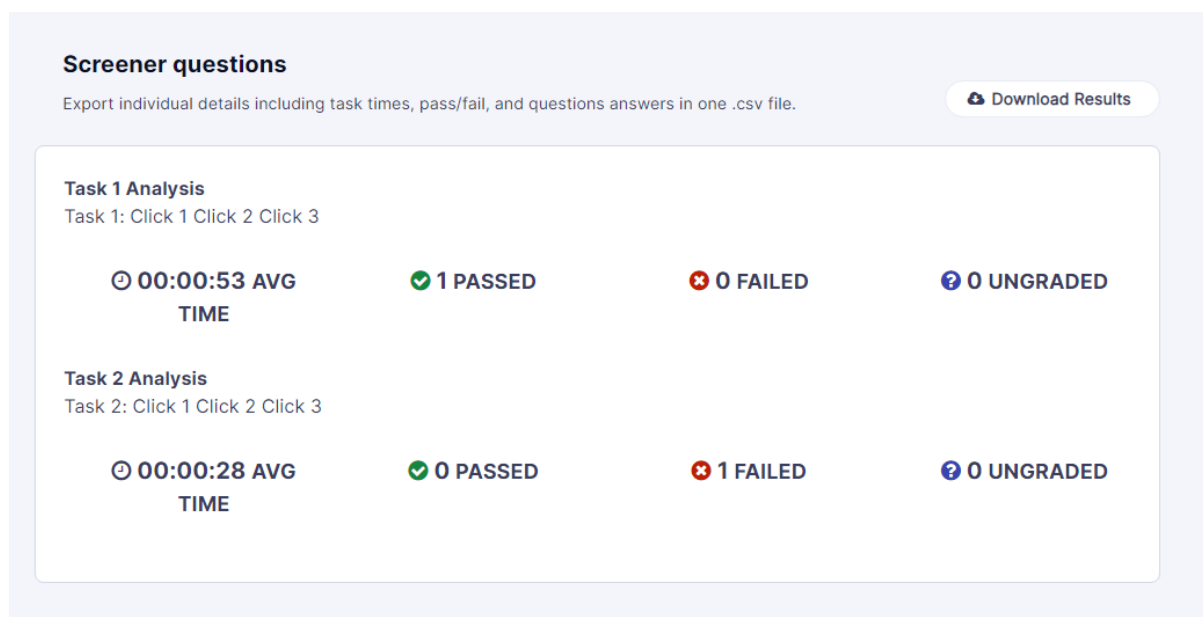 Screener questions
Export individual details including task times, pass/fail, and questions answers in one .csv file.
Download Results
Task 1 Analysis
Task 1: Click 1 Click 2 Click 3
00:00:53 AVG TIME
1 PASSED
0 FAILED
0 UNGRADED
Task 2 Analysis
Task 2: Click 1 Click 2 Click 3
00:00:28 AVG TIME
0 PASSED
1 FAILED
0 UNGRADED